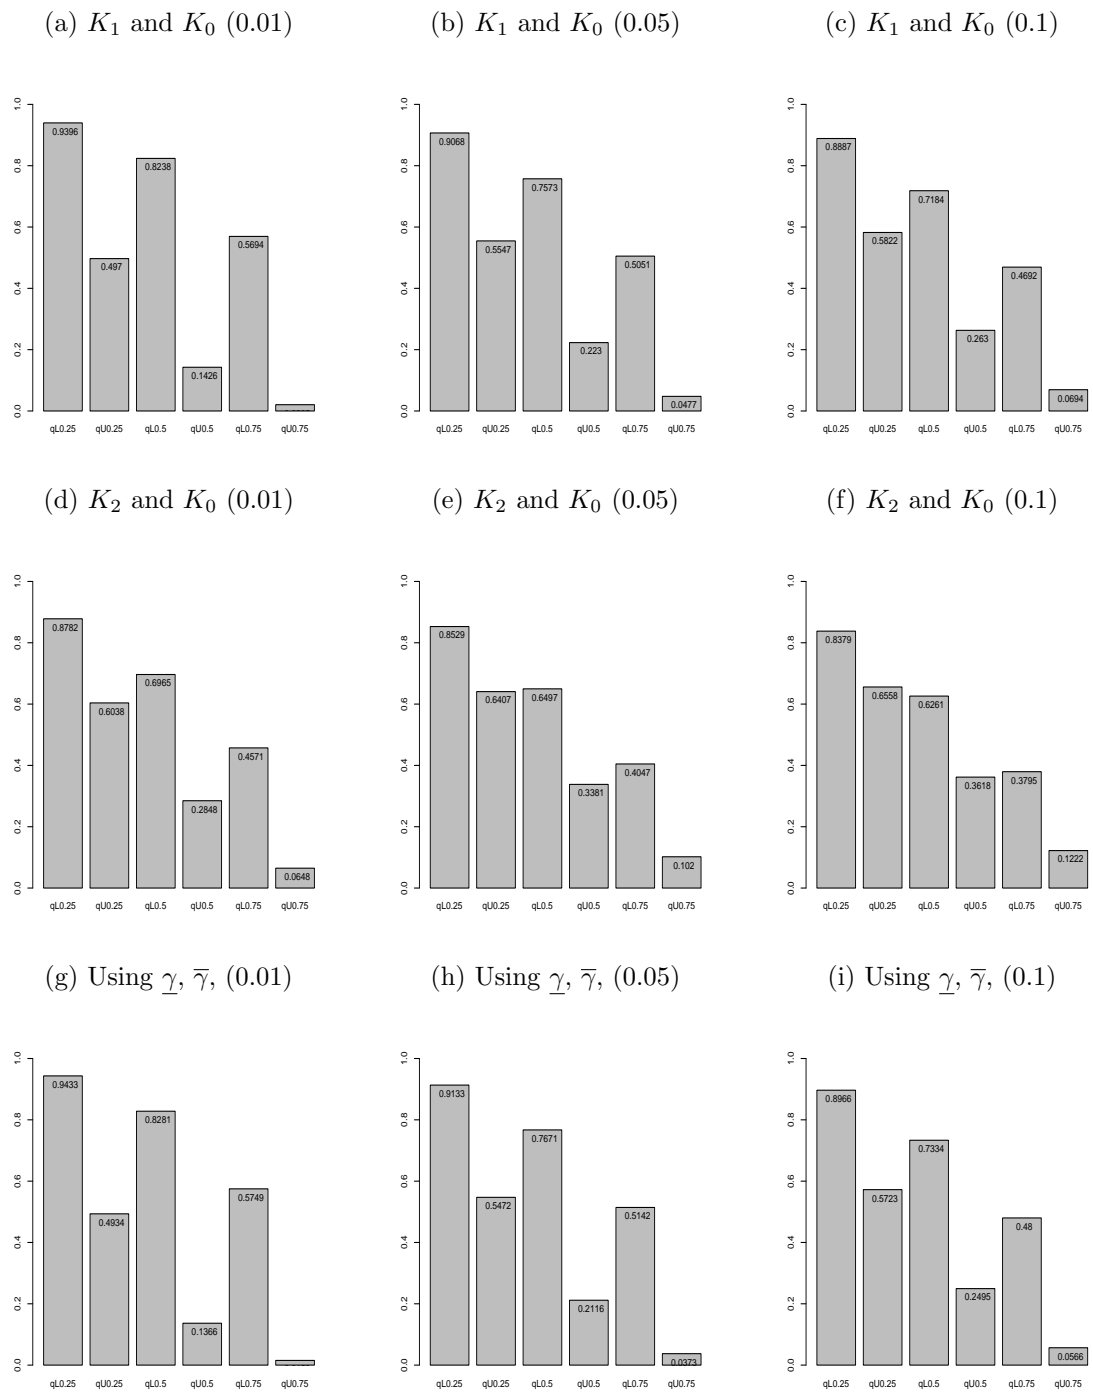 (a) K₁ and K₀ (0.01)
(b) K₁ and K₀ (0.05)
(c) K₁ and K₀ (0.1)
0.0 0.2 0.4 0.6 0.8 1.0
0.9396 0.497 0.8238 0.1426 0.5694
qL0.25 qU0.25 qL0.5 qU0.5 qL0.75 qU0.75
0.0 0.2 0.4 0.6 0.8 1.0
0.9068 0.5547 0.7573 0.223 0.5051 0.0477
qL0.25 qU0.25 qL0.5 qU0.5 qL0.75 qU0.75
0.0 0.2 0.4 0.6 0.8 1.0
0.8887 0.5822 0.7184 0.263 0.4692 0.0694
qL0.25 qU0.25 qL0.5 qU0.5 qL0.75 qU0.75
(d) K₂ and K₀ (0.01)
(e) K₂ and K₀ (0.05)
(f) K₂ and K₀ (0.1)
0.0 0.2 0.4 0.6 0.8 1.0
0.8782 0.6038 0.6965 0.2848 0.4571 0.0648
qL0.25 qU0.25 qL0.5 qU0.5 qL0.75 qU0.75
0.0 0.2 0.4 0.6 0.8 1.0
0.8529 0.6407 0.6497 0.3381 0.4047 0.102
qL0.25 qU0.25 qL0.5 qU0.5 qL0.75 qU0.75
0.0 0.2 0.4 0.6 0.8 1.0
0.8379 0.6558 0.6261 0.3618 0.3795 0.1222
qL0.25 qU0.25 qL0.5 qU0.5 qL0.75 qU0.75
(g) Using γ̲, γ̅, (0.01)
(h) Using γ̲, γ̅, (0.05)
(i) Using γ̲, γ̅, (0.1)
0.0 0.2 0.4 0.6 0.8 1.0
0.9433 0.4934 0.8281 0.1366 0.5749
qL0.25 qU0.25 qL0.5 qU0.5 qL0.75 qU0.75
0.0 0.2 0.4 0.6 0.8 1.0
0.9133 0.5472 0.7671 0.2116 0.5142 0.0373
qL0.25 qU0.25 qL0.5 qU0.5 qL0.75 qU0.75
0.0 0.2 0.4 0.6 0.8 1.0
0.8966 0.5723 0.7334 0.2495 0.48 0.0566
qL0.25 qU0.25 qL0.5 qU0.5 qL0.75 qU0.75